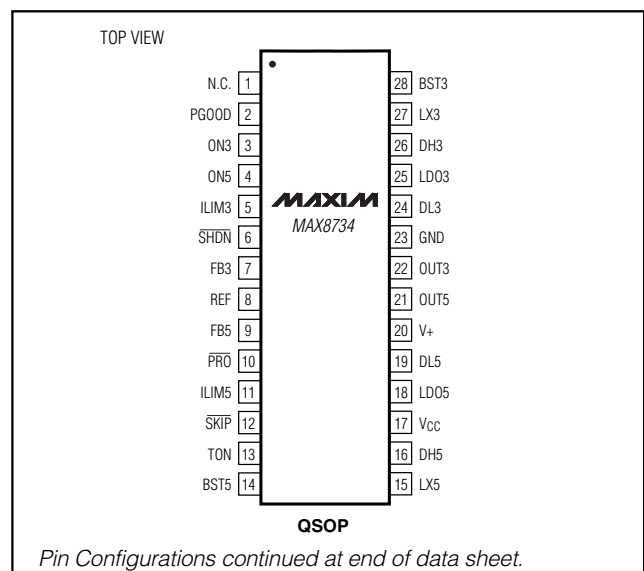 TOP VIEW
N.C. 1
PGOOD 2
ON3 3
ON5 4
ILIM3 5
SHDN 6
FB3 7
REF 8
FB5 9
PRO 10
ILIM5 11
SKIP 12
TON 13
BST5 14
MAXIM
MAX8734
28 BST3
27 LX3
26 DH3
25 LDO3
24 DL3
23 GND
22 OUT3
21 OUT5
20 V+
19 DL5
18 LDO5
17 VCC
16 DH5
15 LX5
QSOP
Pin Configurations continued at end of data sheet.